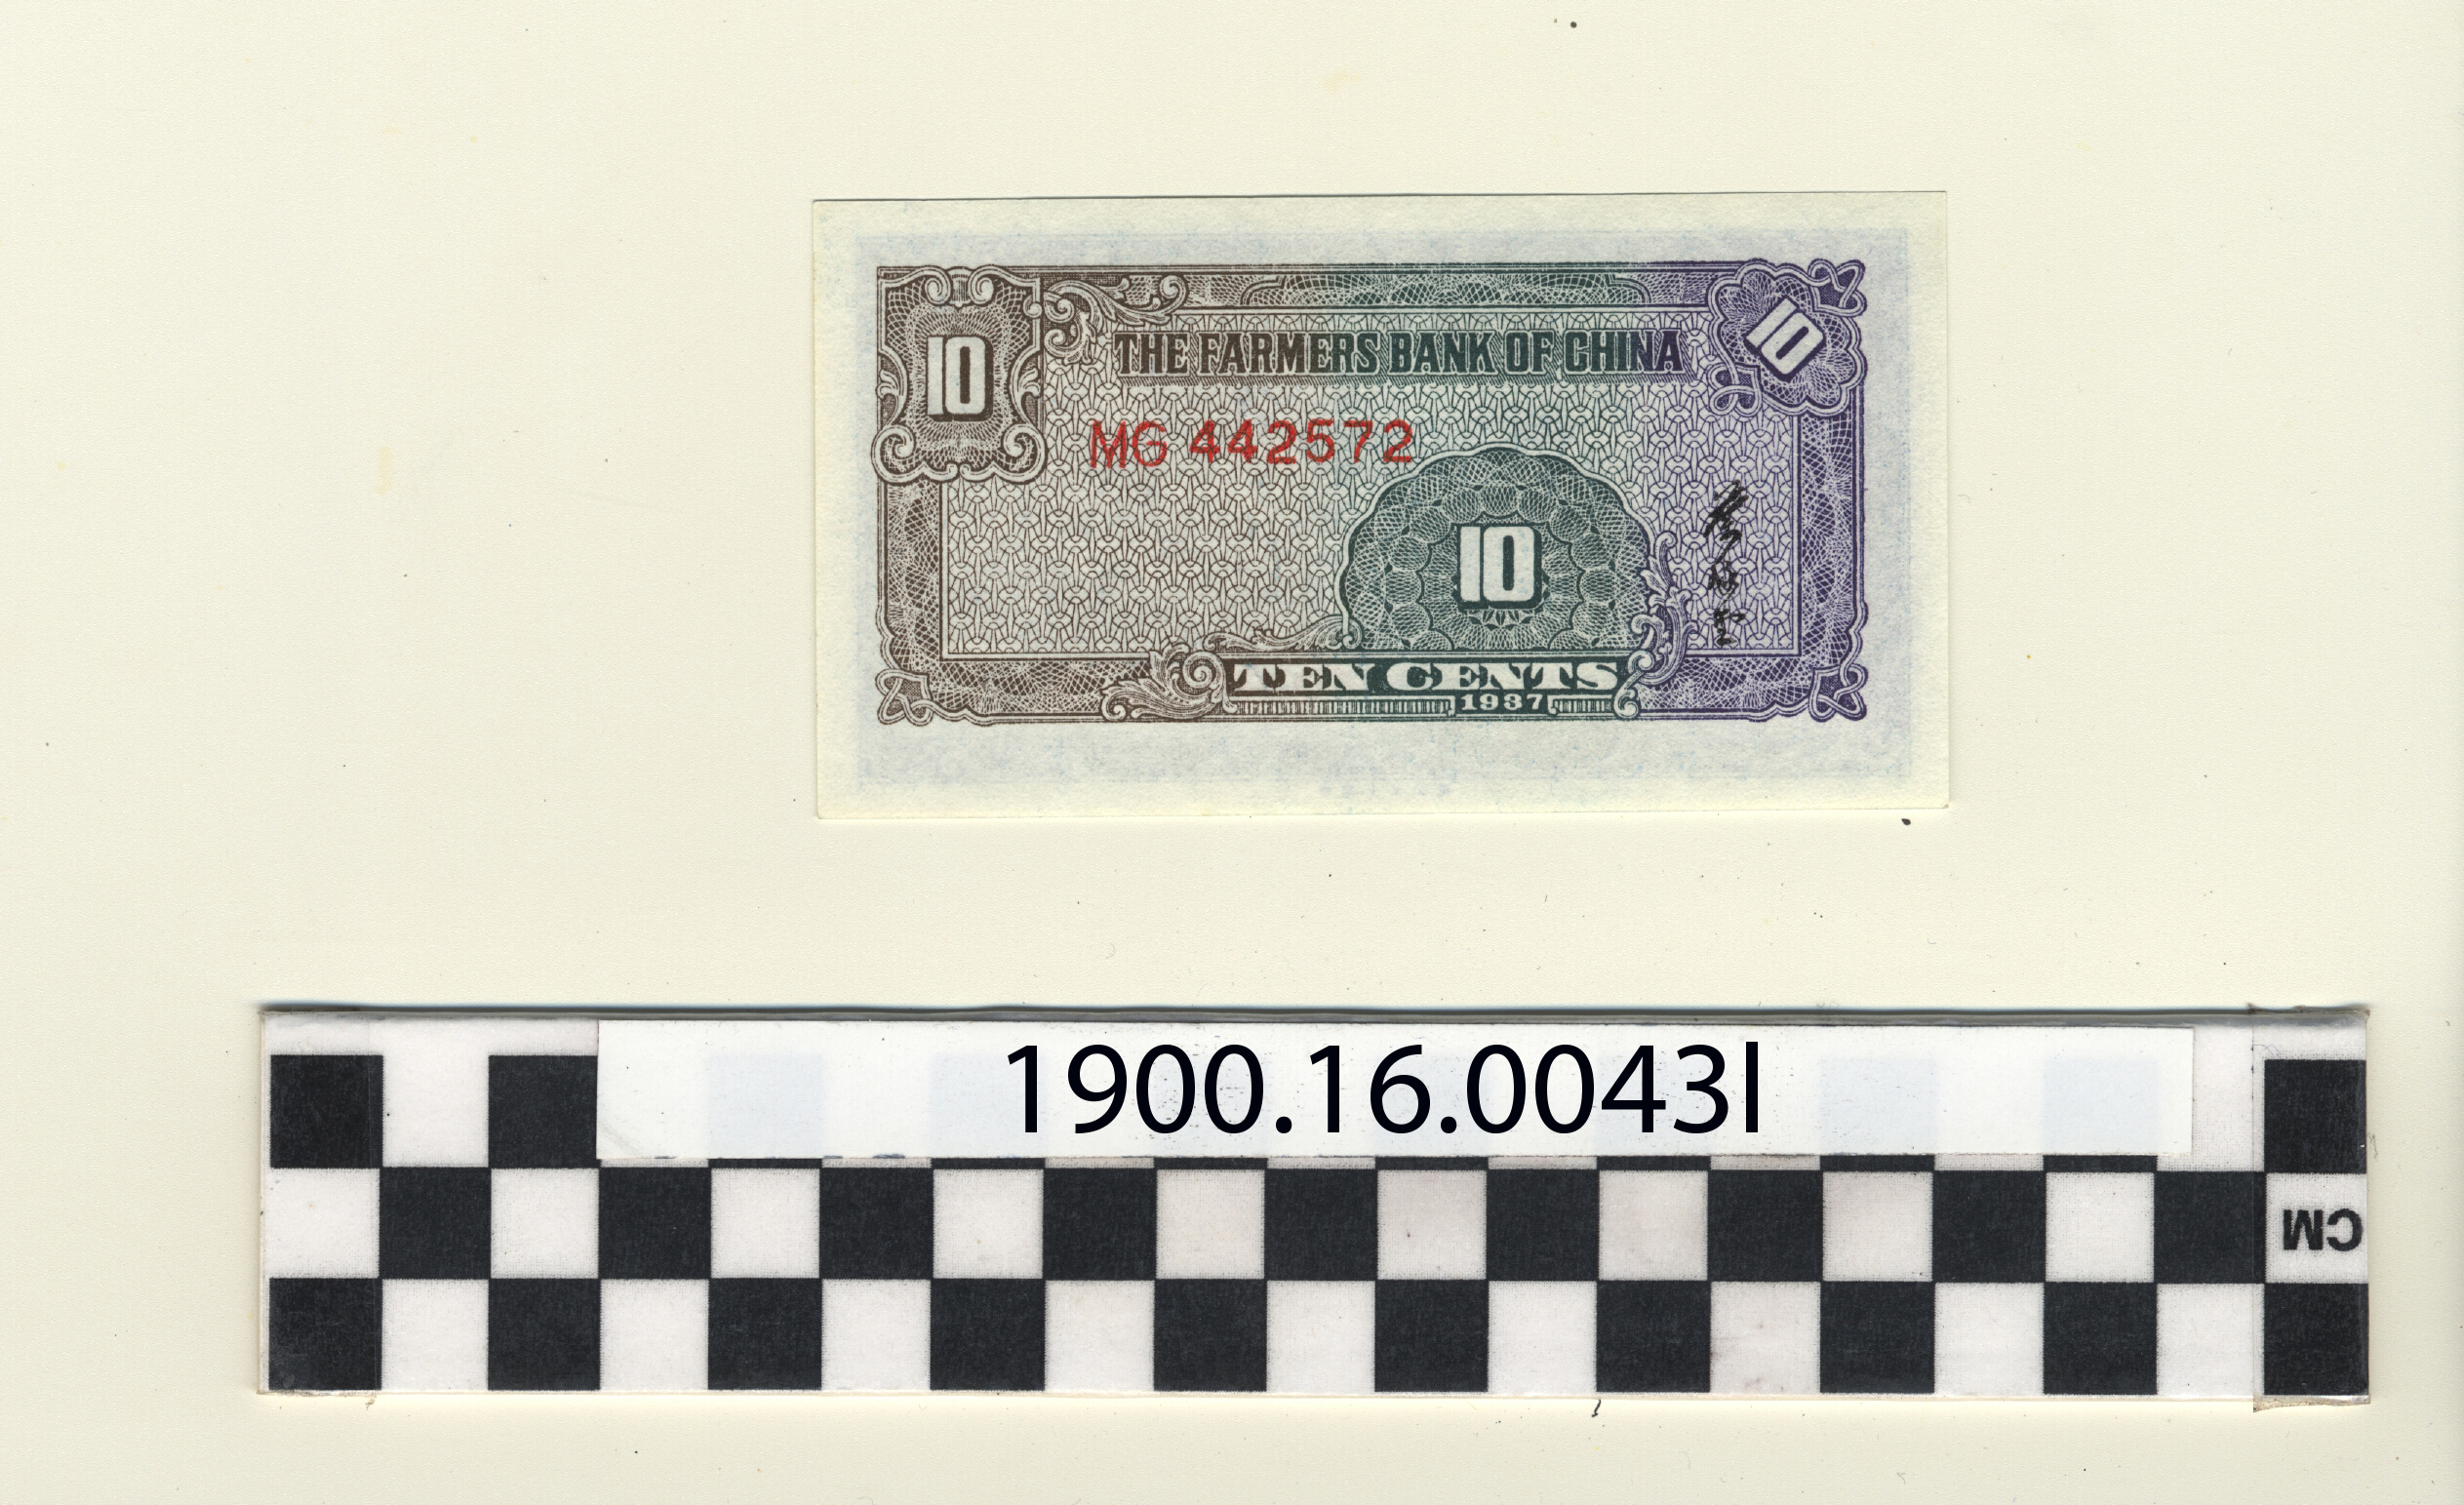 10
10
THE FARMERS BANK OF CHINA
MG 442572
10
TEN CENTS
1937
1900.16.0043l
CM